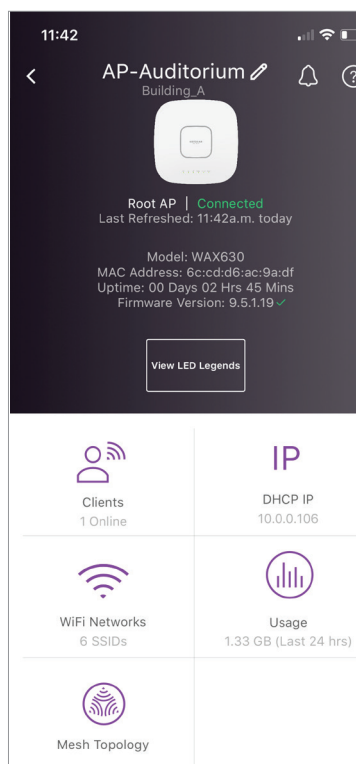 11:42
AP-Auditorium
Building_A
Root AP | Connected
Last Refreshed: 11:42a.m. today
Model: WAX630
MAC Address: 6c:cd:d6:ac:9a:df
Uptime: 00 Days 02 Hrs 45 Mins
Firmware Version: 9.5.1.19
View LED Legends
Clients
1 Online
IP
DHCP IP
10.0.0.106
WiFi Networks
6 SSIDs
Usage
1.33 GB (Last 24 hrs)
Mesh Topology